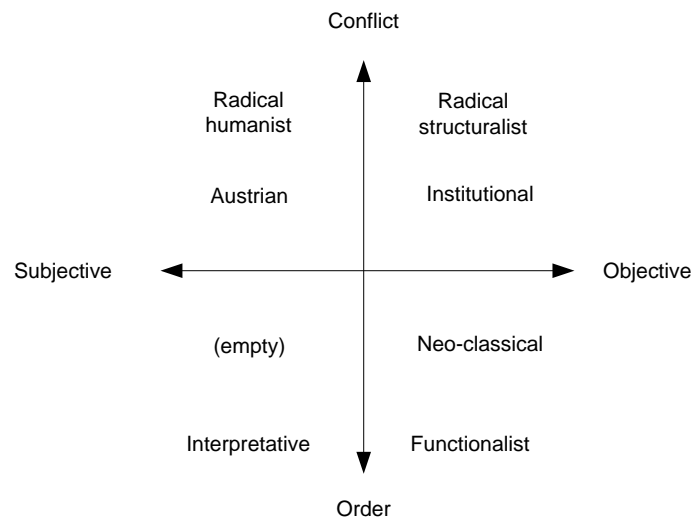 Conflict
Radical
humanist
Radical
structuralist
Austrian
Institutional
Subjective
Objective
(empty)
Neo-classical
Interpretative
Functionalist
Order